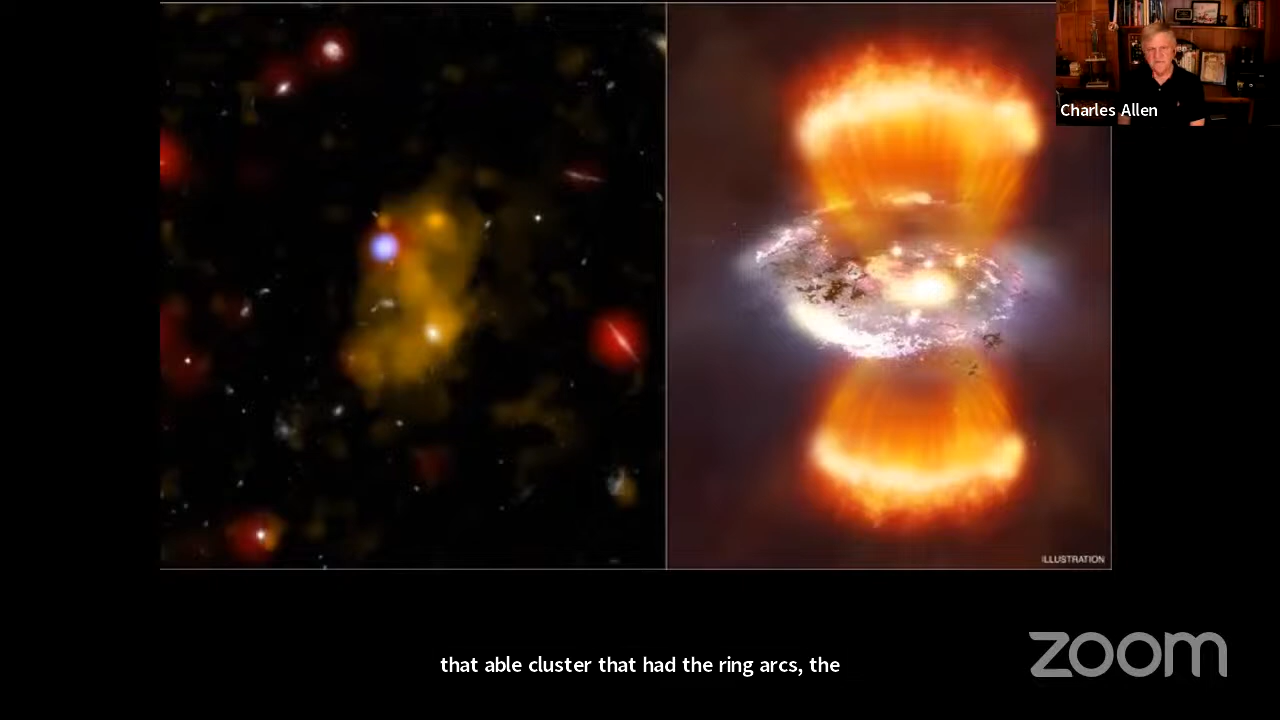 Charles Allen
ILLUSTRATION
that able cluster that had the ring arcs, the
zoom